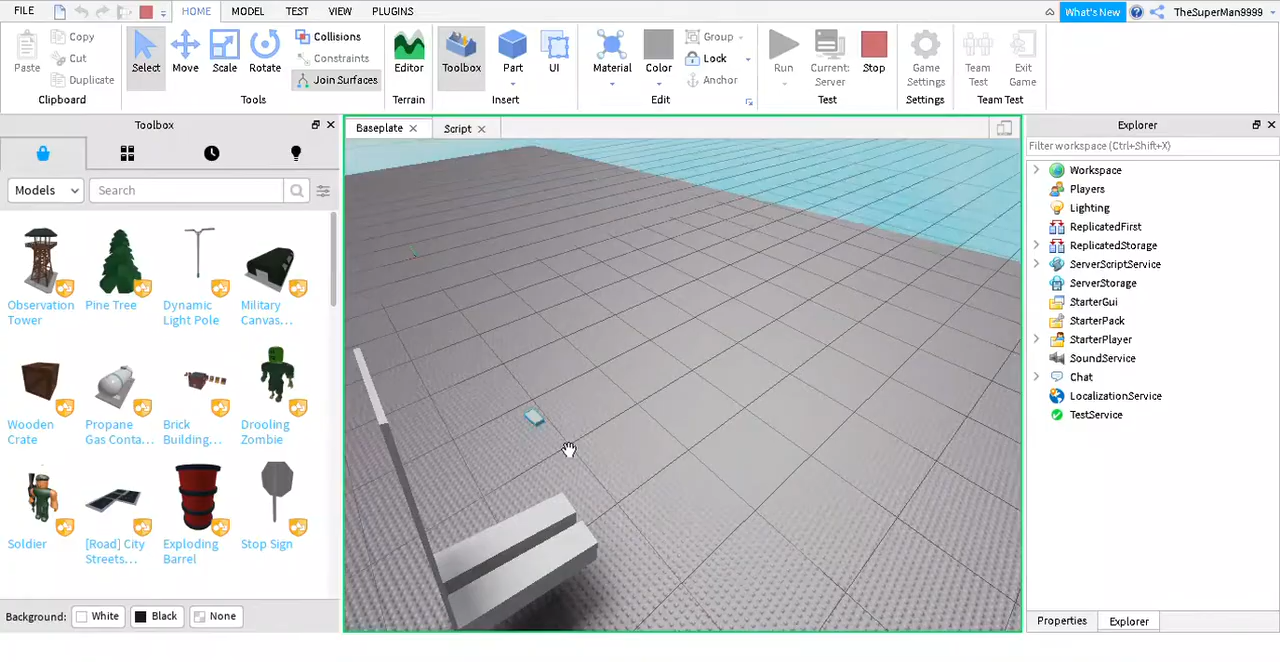 FILE HOME MODEL TEST VIEW PLUGINS What's New TheSuperMan9999
Paste Copy Cut Duplicate
Clipboard
Select Move Scale Rotate Collisions Constraints Join Surfaces
Tools
Editor
Terrain
Toolbox Part UI
Insert
Material Color Group Lock Anchor
Edit
Run Current: Server Stop
Test
Game Settings
Settings
Team Test Exit Game
Team Test
Toolbox
Models Search
Observation Tower
Pine Tree
Dynamic Light Pole
Military Canvas...
Wooden Crate
Propane Gas Conta...
Brick Building...
Drooling Zombie
Soldier
[Road] City Streets...
Exploding Barrel
Stop Sign
Background: White Black None
Baseplate Script
Explorer
Filter workspace (Ctrl+Shift+X)
Workspace
Players
Lighting
ReplicatedFirst
ReplicatedStorage
ServerScriptService
ServerStorage
StarterGui
StarterPack
StarterPlayer
SoundService
Chat
LocalizationService
TestService
Properties Explorer